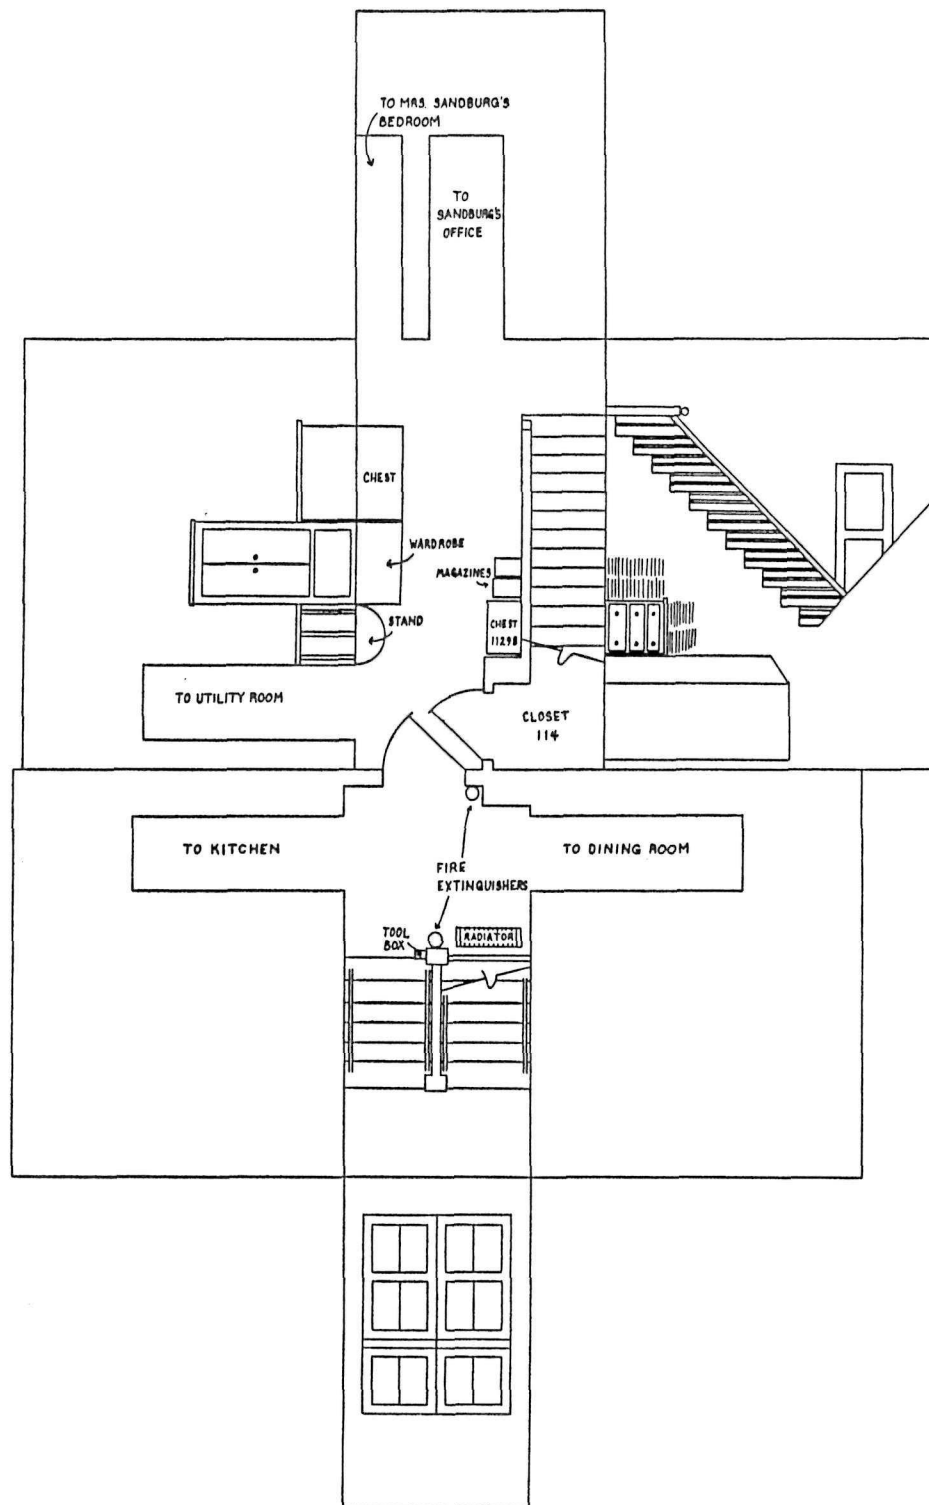 TO MRS. SANDBURG'S
BEDROOM
TO
SANDBURG'S
OFFICE
CHEST
WARDROBE
MAGAZINES
STAND
CHEST
1129B
TO UTILITY ROOM
CLOSET
114
TO KITCHEN
TO DINING ROOM
FIRE
EXTINGUISHERS
TOOL
BOX
RADIATOR